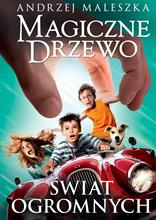 ANDRZEJ MALESZKA
MAGICZNE
DRZEWO
ŚWIAT
OGROMNYCH